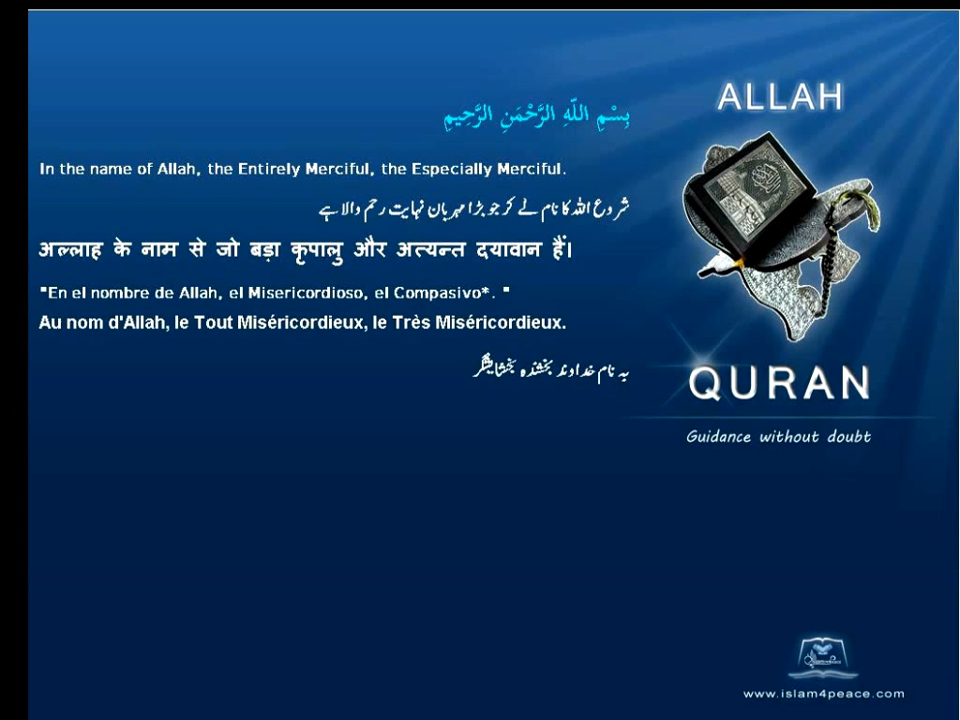 بِسْمِ اللّهِ الرَّحْمَنِ الرَّحِيمِ
In the name of Allah, the Entirely Merciful, the Especially Merciful.
شروع الله کا نام لے کر جو بڑا مہربان نہایت رحم والا ہے
अल्लाह के नाम से जो बड़ा कृपालु और अत्यन्त दयावान हैं।
"En el nombre de Allah, el Misericordioso, el Compasivo*. "
Au nom d'Allah, le Tout Miséricordieux, le Très Miséricordieux.
به نام خداوند بخشنده بخشایشگر
ALLAH
QURAN
Guidance without doubt
www.islam4peace.com